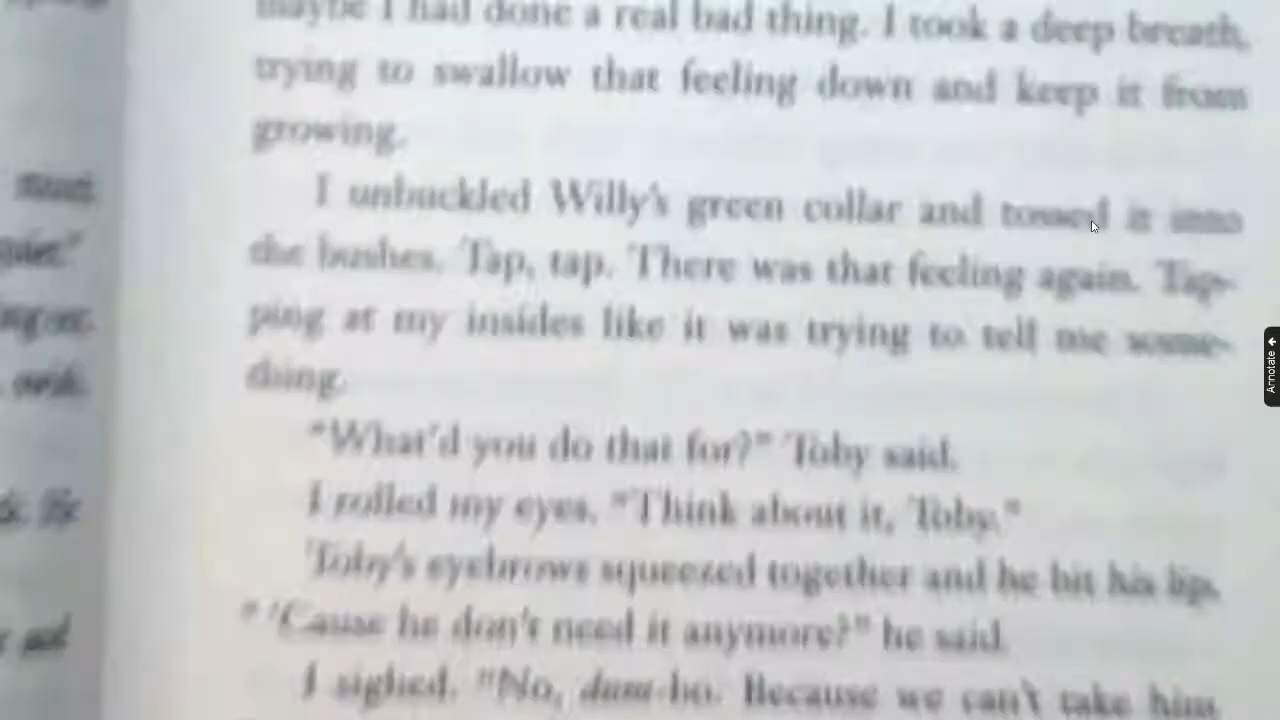 maybe I had done a real bad thing. I took a deep breath,
trying to swallow that feeling down and keep it from
growing.
I unbuckled Willy's green collar and tossed it into
the bushes. Tap, tap. There was that feeling again. Tap-
ping at my insides like it was trying to tell me some-
thing.
"What'd you do that for?" Toby said.
I rolled my eyes. "Think about it, Toby."
Toby's eyebrows squeezed together and he bit his lip.
" 'Cause he don't need it anymore?" he said.
I sighed. "No, dum-bo. Because we can't take him
Annotate